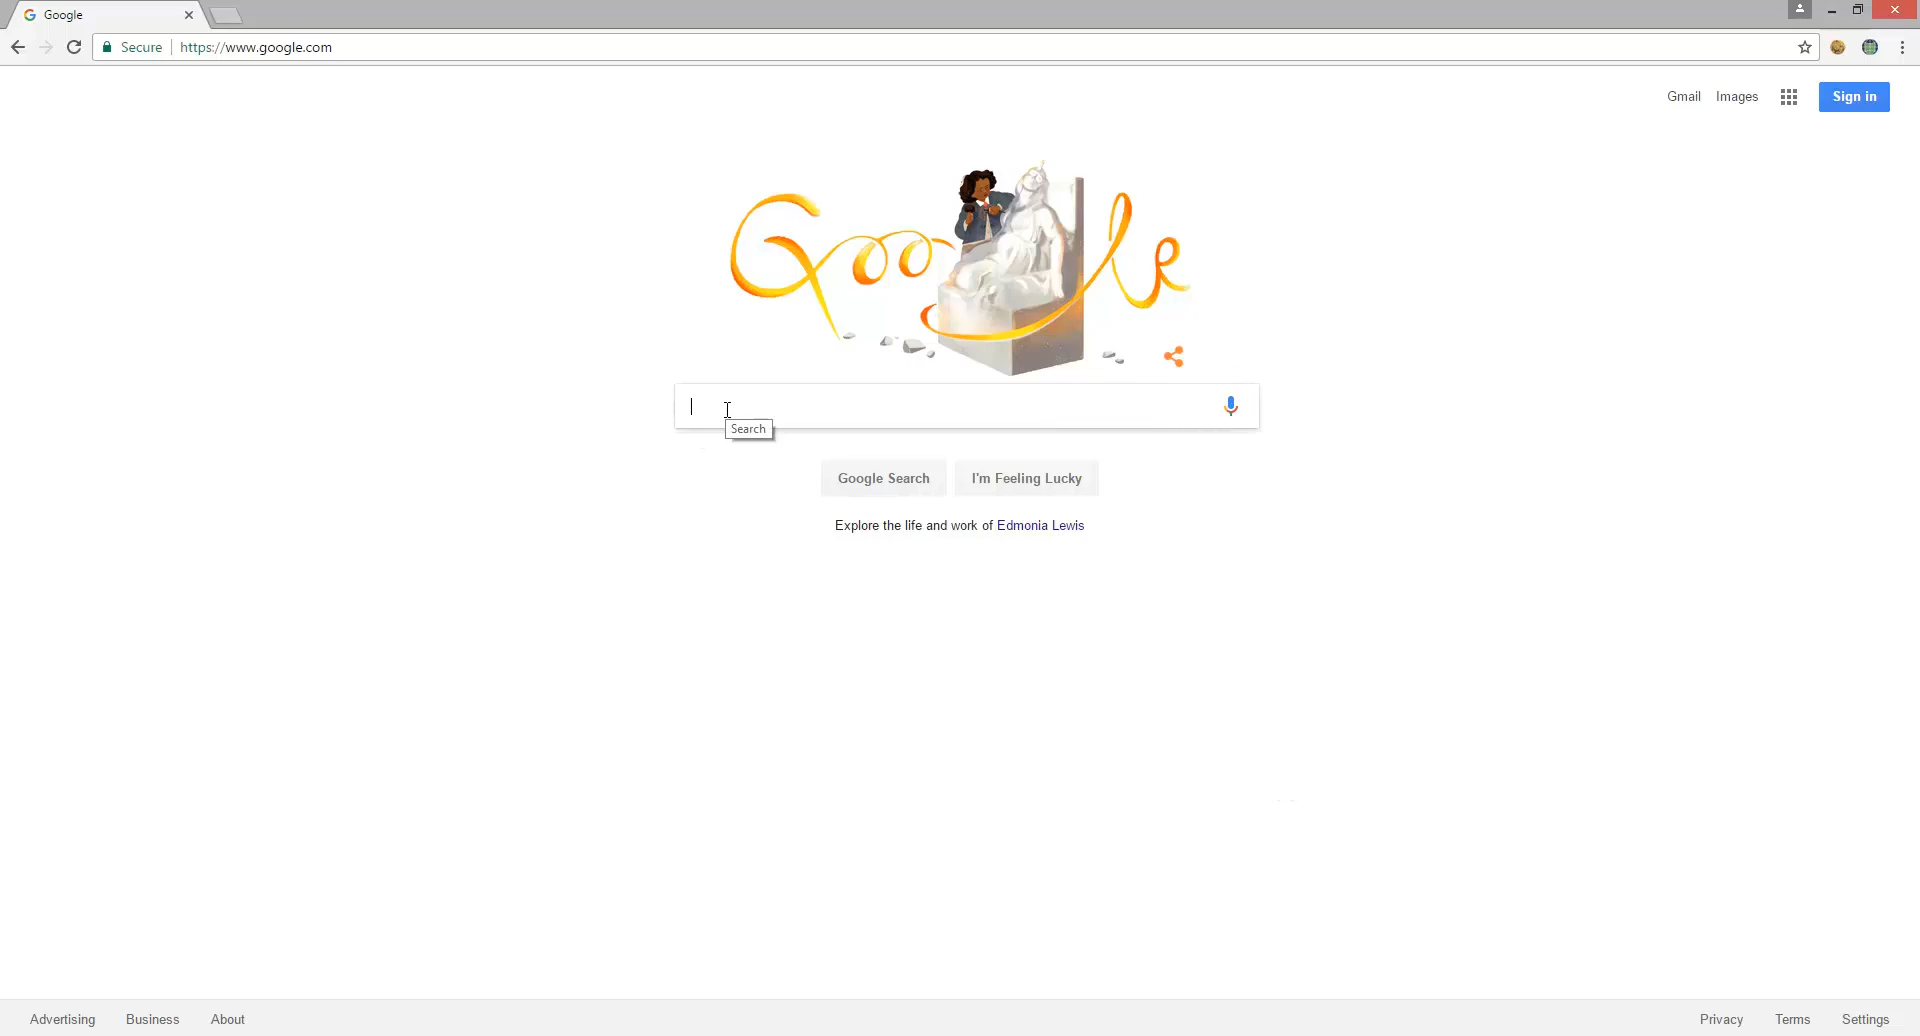 Google
Secure https://www.google.com
Gmail Images Sign in
Google
Search
Google Search I'm Feeling Lucky
Explore the life and work of Edmonia Lewis
Advertising Business About Privacy Terms Settings